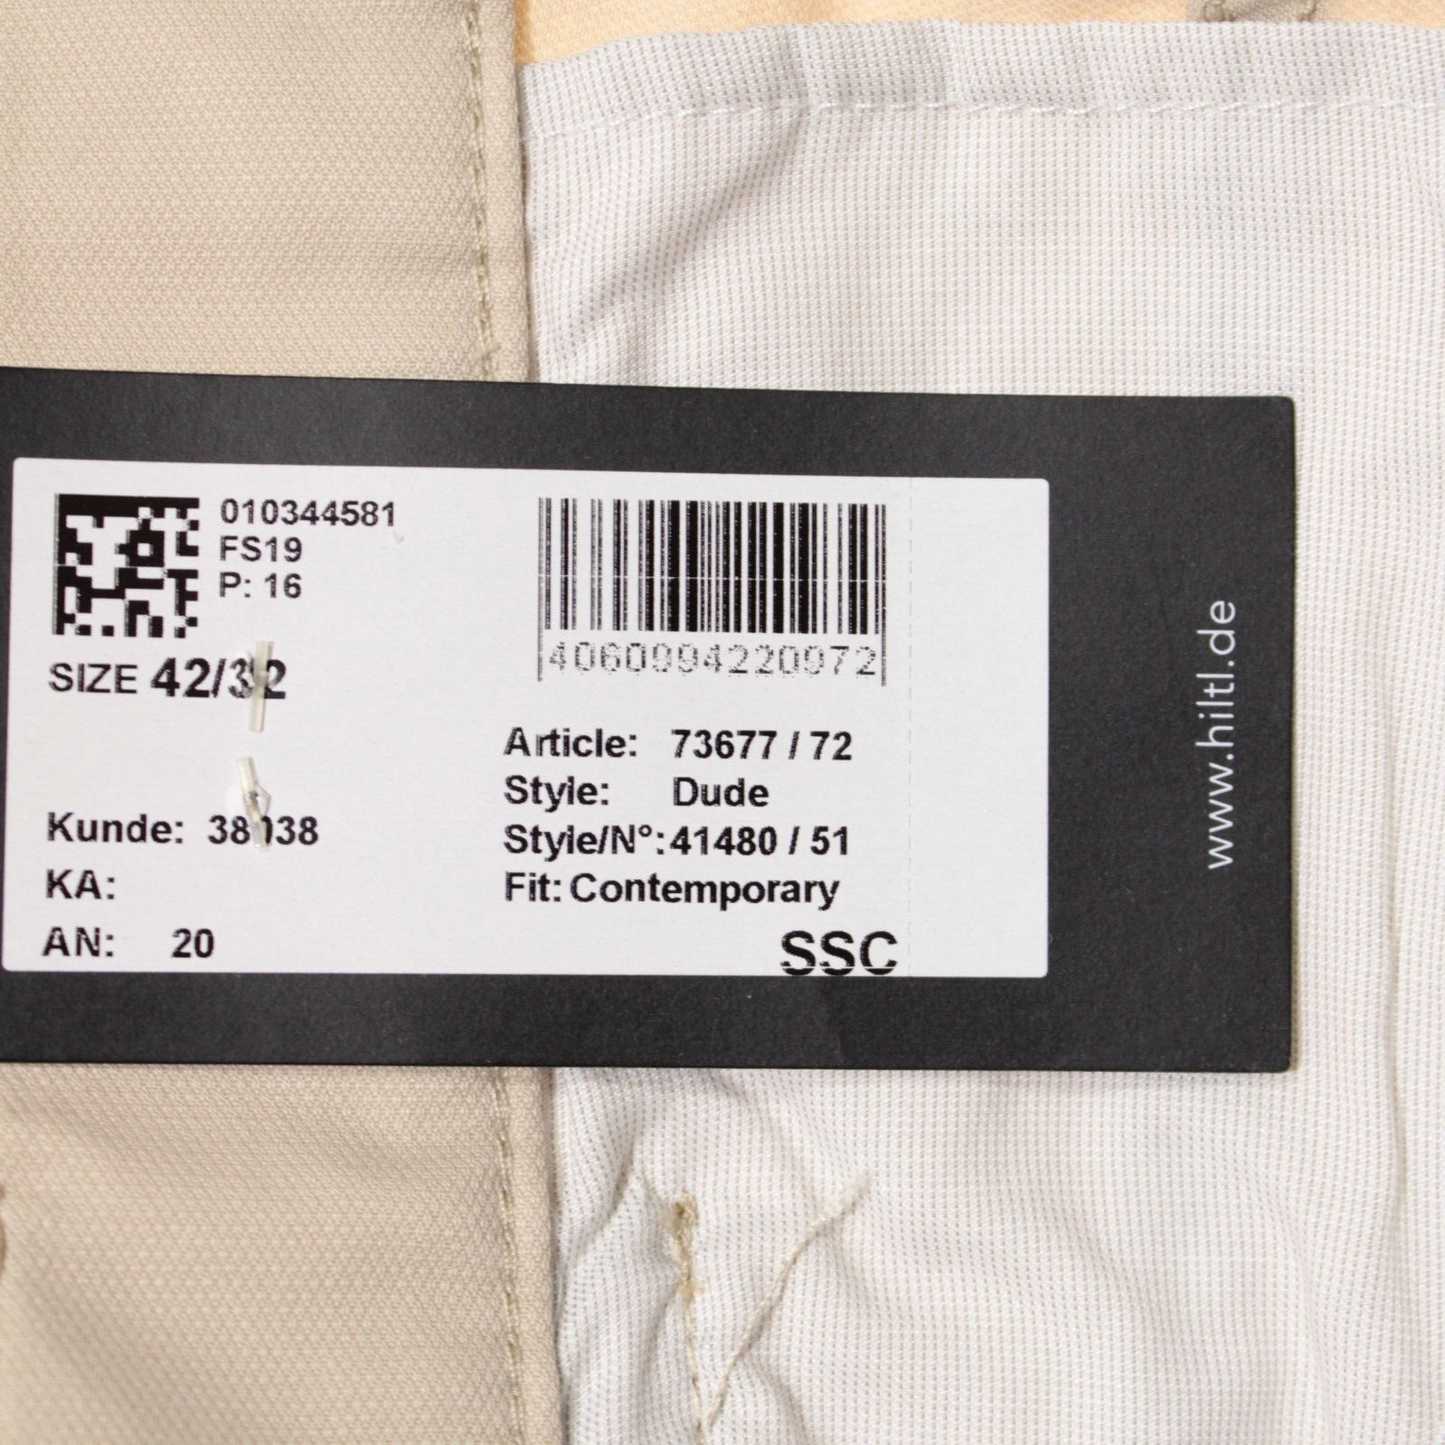 010344581
FS19
P: 16
SIZE 42/32
4060994220972
Article: 73677 / 72
Style: Dude
Style/N°: 41480 / 51
Fit: Contemporary
Kunde: 38038
KA:
AN: 20
SSC
www.hiltl.de